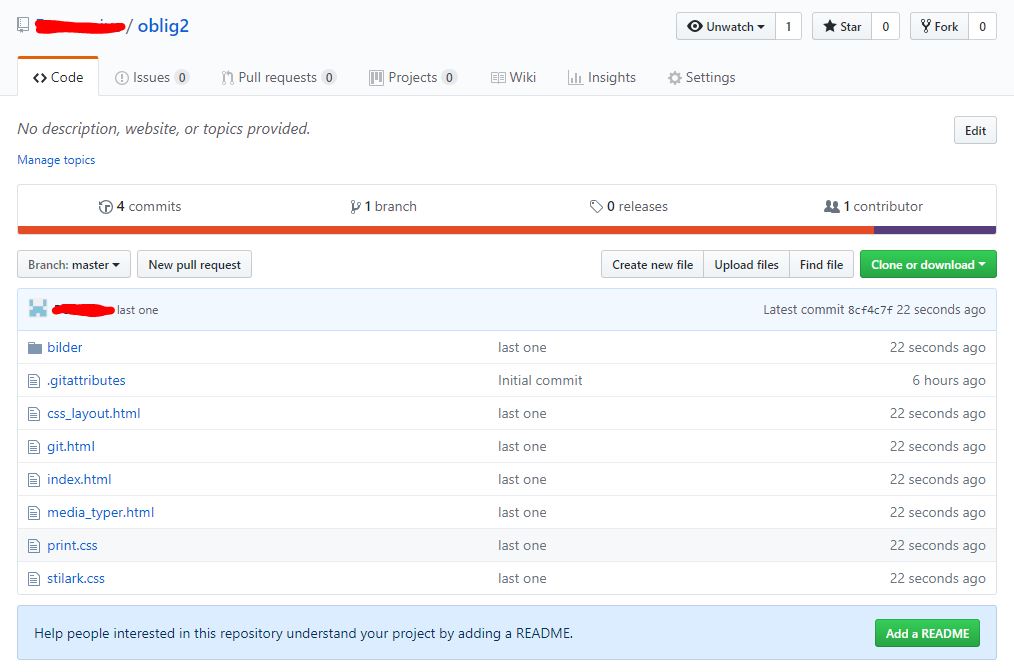 / oblig2 Unwatch 1 Star 0 Fork 0
Code Issues 0 Pull requests 0 Projects 0 Wiki Insights Settings
No description, website, or topics provided. Edit
Manage topics
4 commits 1 branch 0 releases 1 contributor
Branch: master New pull request Create new file Upload files Find file Clone or download
last one Latest commit 8cf4c7f 22 seconds ago
bilder last one 22 seconds ago
.gitattributes Initial commit 6 hours ago
css_layout.html last one 22 seconds ago
git.html last one 22 seconds ago
index.html last one 22 seconds ago
media_typer.html last one 22 seconds ago
print.css last one 22 seconds ago
stilark.css last one 22 seconds ago
Help people interested in this repository understand your project by adding a README. Add a README